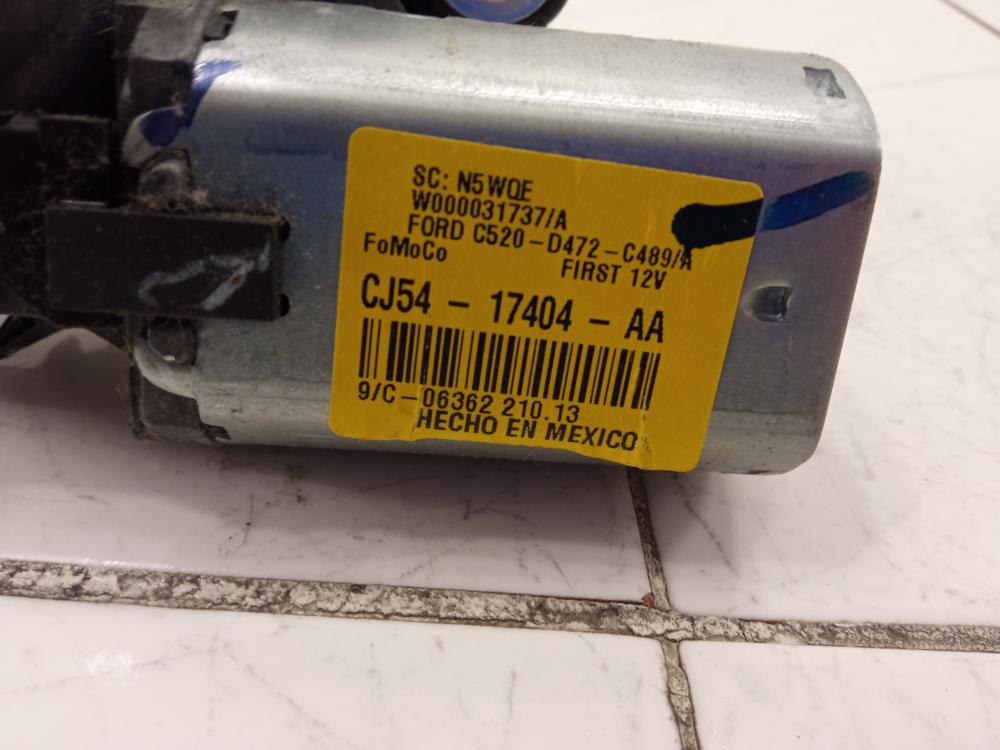 SC: N5WQE
W000031737/A
FORD C520-D472-C489/A
FoMoCo FIRST 12V
CJ54 - 17404 - AA
9/C-06362 210.13
HECHO EN MEXICO